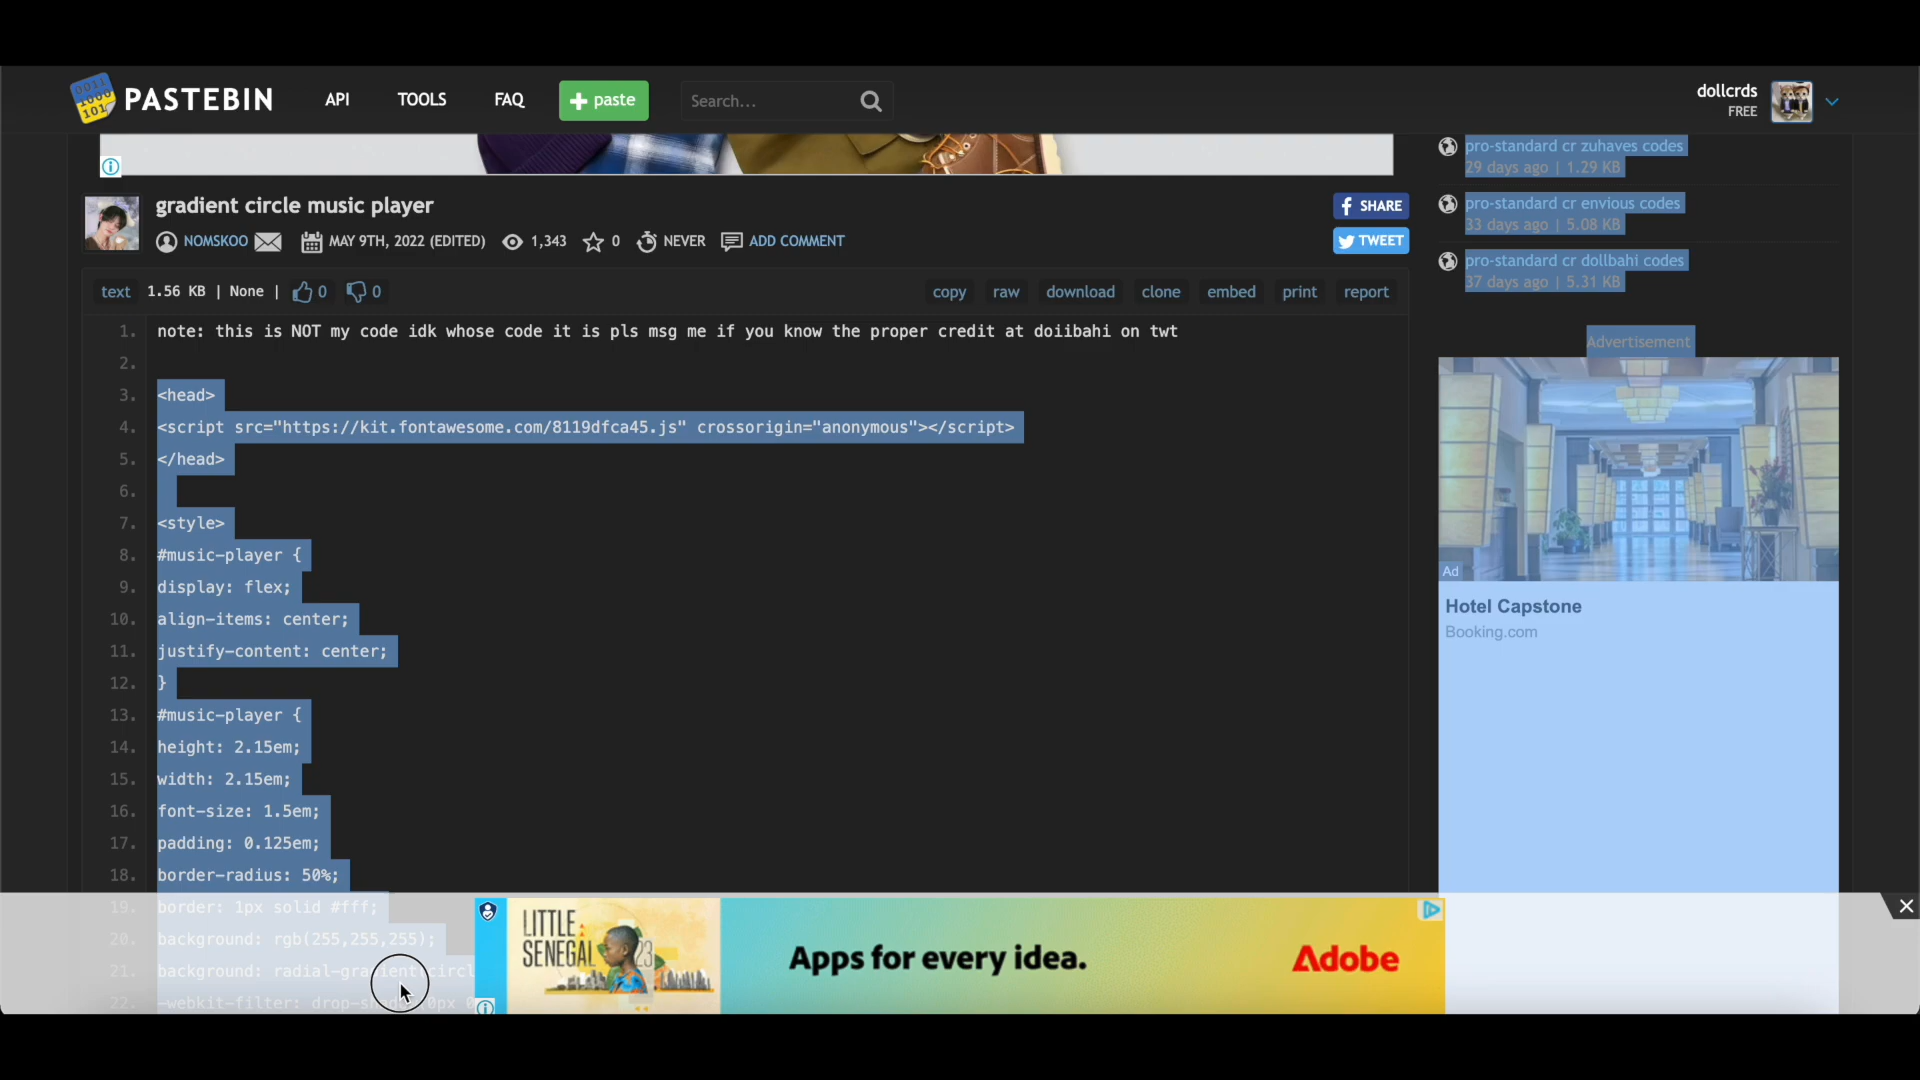 PASTEBIN API TOOLS FAQ + paste Search... dollcrds
FREE
pro-standard cr zuhaves codes
29 days ago | 1.29 KB
pro-standard cr envious codes
33 days ago | 5.08 KB
pro-standard cr dollbahi codes
37 days ago | 5.31 KB
gradient circle music player
SHARE
NOMSKOO MAY 9TH, 2022 (EDITED) 1,343 0 NEVER ADD COMMENT
TWEET
text 1.56 KB | None | 0 0 copy raw download clone embed print report
1. note: this is NOT my code idk whose code it is pls msg me if you know the proper credit at doiibahi on twt
2.
3. <head>
4. <script src="https://kit.fontawesome.com/8119dfca45.js" crossorigin="anonymous"></script>
5. </head>
6.
7. <style>
8. #music-player {
9. display: flex;
10. align-items: center;
11. justify-content: center;
12. }
13. #music-player {
14. height: 2.15em;
15. width: 2.15em;
16. font-size: 1.5em;
17. padding: 0.125em;
18. border-radius: 50%;
19. border: 1px solid #fff;
20. background: rgb(255,255,255);
21. background: radial-gradient(circl
22. -webkit-filter: drop-shad (0px 0
Advertisement
Ad
Hotel Capstone
Booking.com
LITTLE
SENEGAL
Apps for every idea.
Adobe